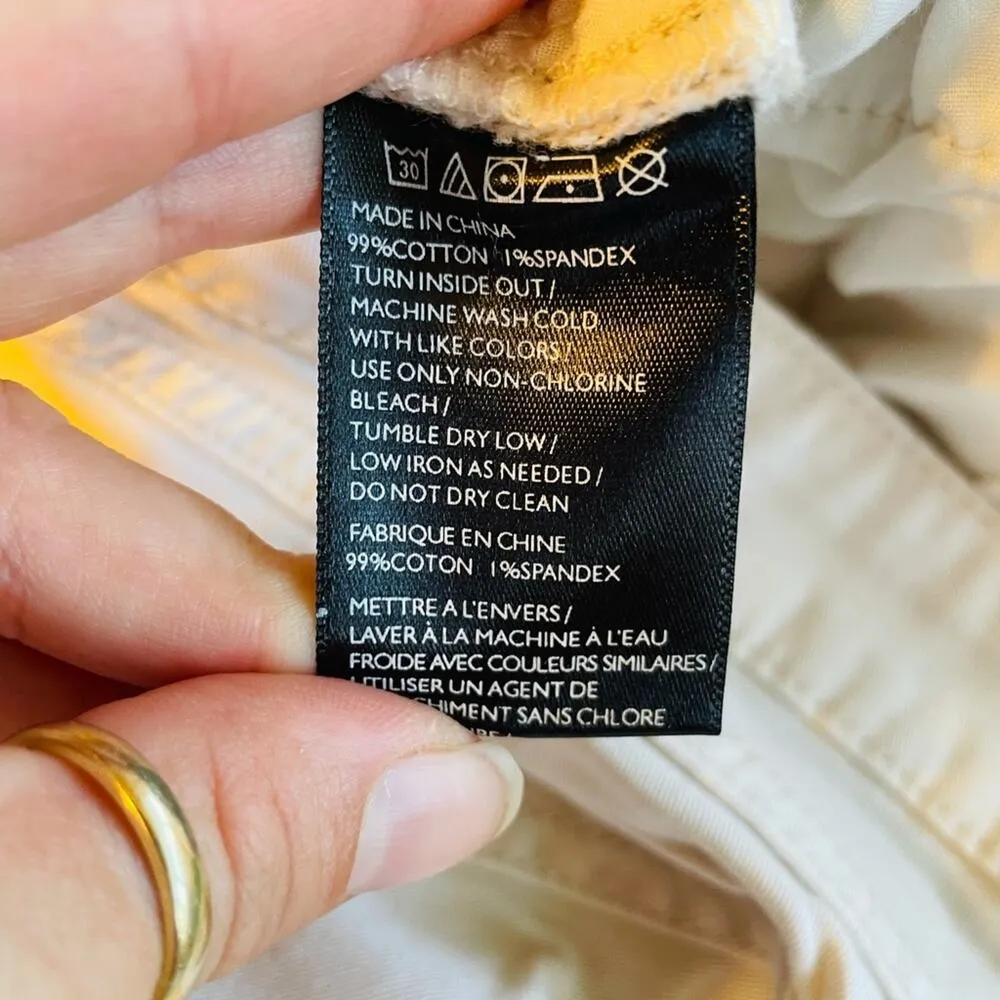 30
MADE IN CHINA
99%COTTON 1%SPANDEX
TURN INSIDE OUT /
MACHINE WASH COLD
WITH LIKE COLORS /
USE ONLY NON-CHLORINE
BLEACH /
TUMBLE DRY LOW /
LOW IRON AS NEEDED /
DO NOT DRY CLEAN
FABRIQUE EN CHINE
99%COTON 1%SPANDEX
METTRE A L'ENVERS /
LAVER À LA MACHINE À L'EAU
FROIDE AVEC COULEURS SIMILAIRES /
UTILISER UN AGENT DE
SANS CHLORE